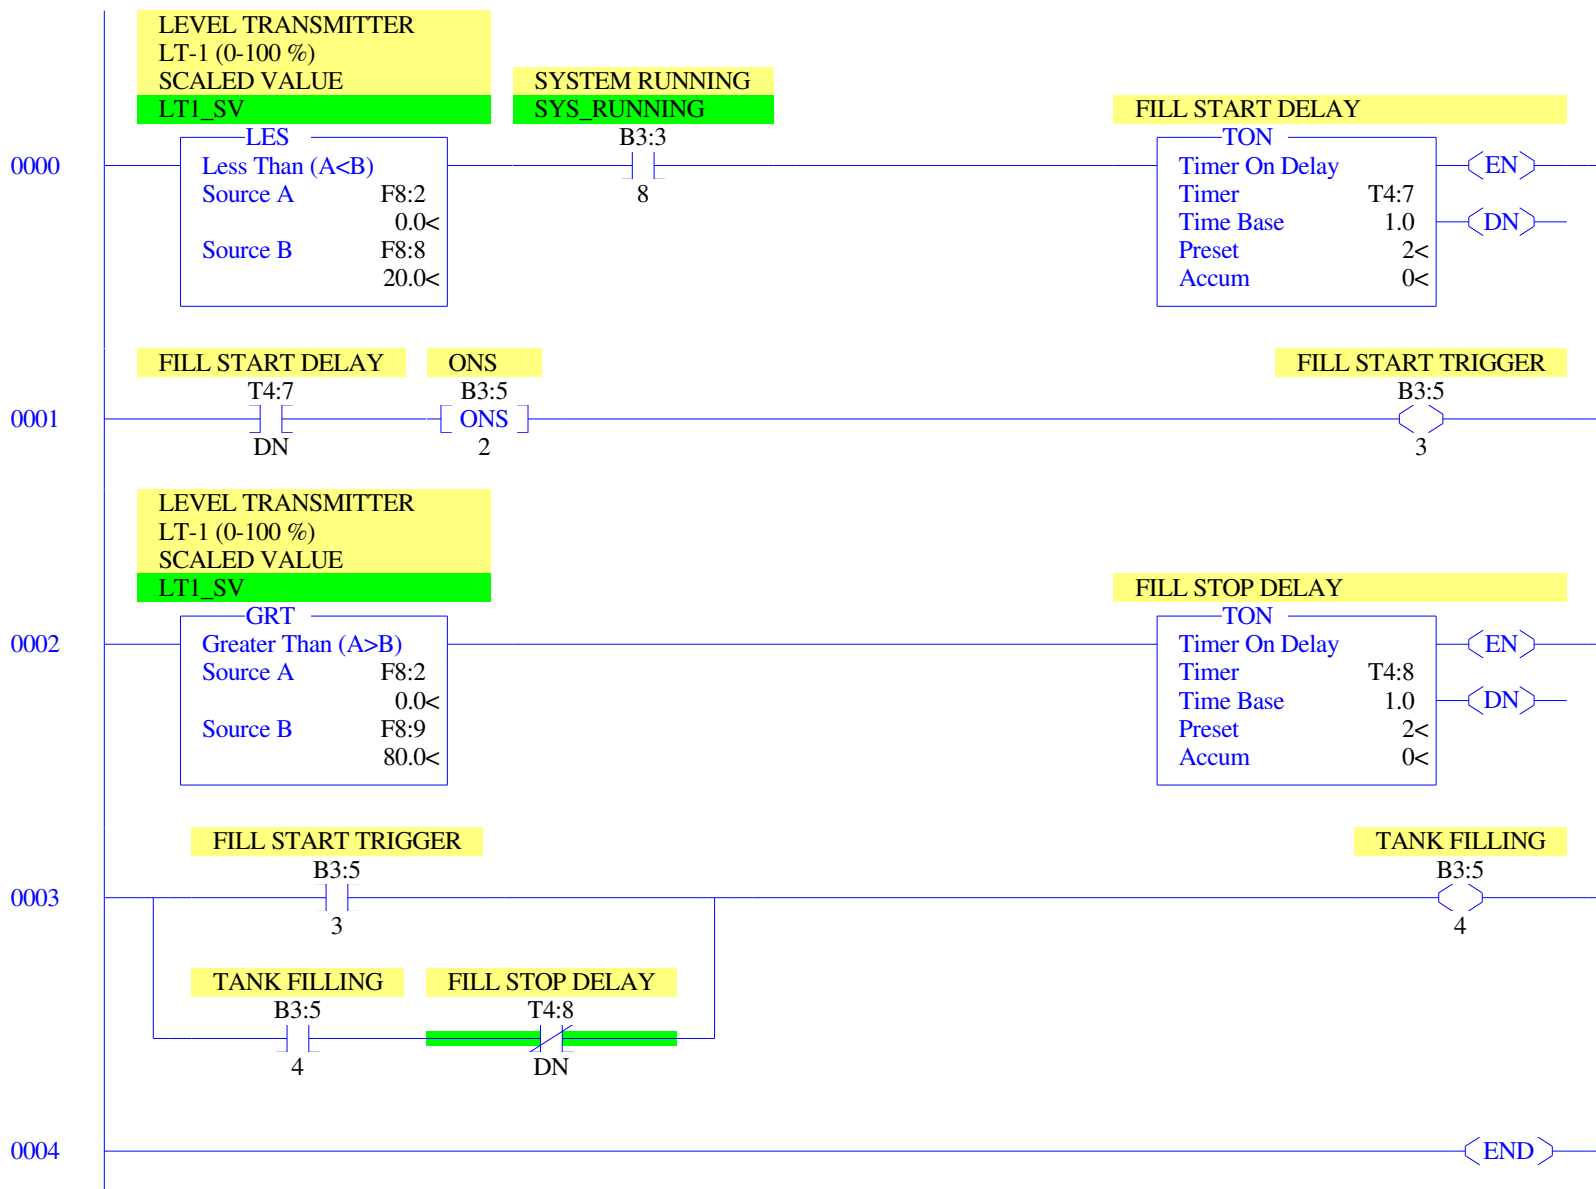 LEVEL TRANSMITTER
LT-1 (0-100 %)
SCALED VALUE
LT1_SV
SYSTEM RUNNING
SYS_RUNNING
FILL START DELAY
0000
LES
Less Than (A<B)
Source A F8:2
0.0<
Source B F8:8
20.0<
B3:3
8
TON
Timer On Delay
Timer T4:7
Time Base 1.0
Preset 2<
Accum 0<
EN
DN
0001
FILL START DELAY
T4:7
DN
ONS
B3:5
ONS
2
FILL START TRIGGER
B3:5
3
LEVEL TRANSMITTER
LT-1 (0-100 %)
SCALED VALUE
LT1_SV
FILL STOP DELAY
0002
GRT
Greater Than (A>B)
Source A F8:2
0.0<
Source B F8:9
80.0<
TON
Timer On Delay
Timer T4:8
Time Base 1.0
Preset 2<
Accum 0<
EN
DN
0003
FILL START TRIGGER
B3:5
3
TANK FILLING
B3:5
4
TANK FILLING
B3:5
4
FILL STOP DELAY
T4:8
DN
0004
END